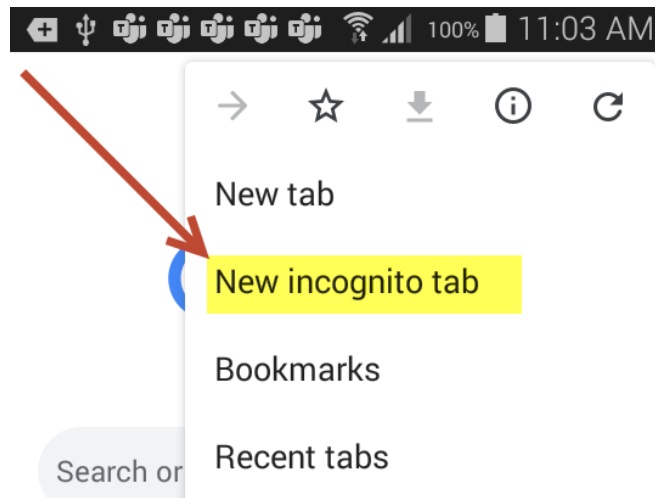 100% 11:03 AM
New tab
New incognito tab
Bookmarks
Search or
Recent tabs